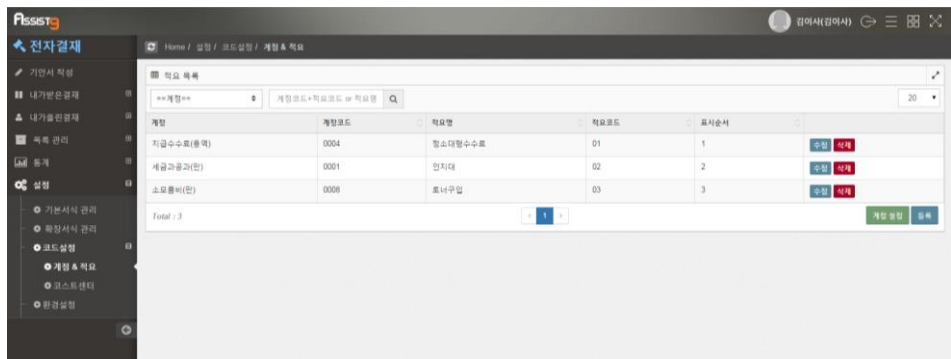 Assist9
김이사(김이사)
전자결재
Home / 설정 / 코드설정 / 계정 & 적요
기안서 작성
내가받은결재
내가올린결재
목록 관리
통계
설정
기본서식 관리
확장서식 관리
코드설정
계정 & 적요
코스트센터
환경설정
적요 목록
==계정==
계정코드+적요코드 or 적요명
20
계정 계정코드 적요명 적요코드 표시순서
지급수수료(용역) 0004 청소대행수수료 01 1 수정 삭제
세금과공과(판) 0001 인지대 02 2 수정 삭제
소모품비(판) 0008 토너구입 03 3 수정 삭제
Total : 3
1
계정 설정 등록